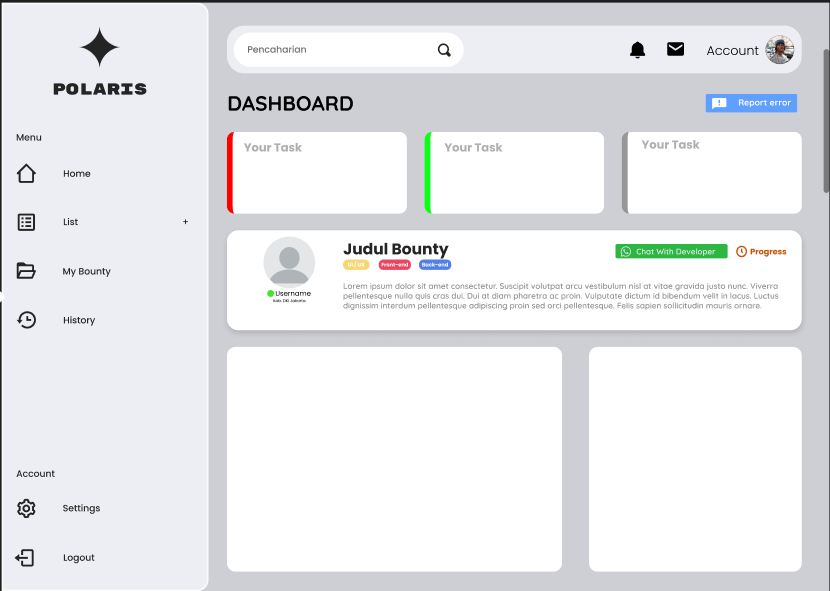 POLARIS
Menu
Home
List +
My Bounty
History
Account
Settings
Logout
Pencaharian
Account
DASHBOARD
Report error
Your Task
Your Task
Your Task
Judul Bounty
UI / UX Front-end Back-end
Chat With Developer
Progress
Username
Kab. DKI Jakarta
Lorem ipsum dolor sit amet consectetur. Suscipit volutpat arcu vestibulum nisl at vitae gravida justo nunc. Viverra
pellentesque nulla quis cras dui. Dui at diam pharetra ac proin. Vulputate dictum id bibendum velit in lacus. Luctus
dignissim interdum pellentesque adipiscing proin sed orci pellentesque. Felis sapien sollicitudin mauris ornare.